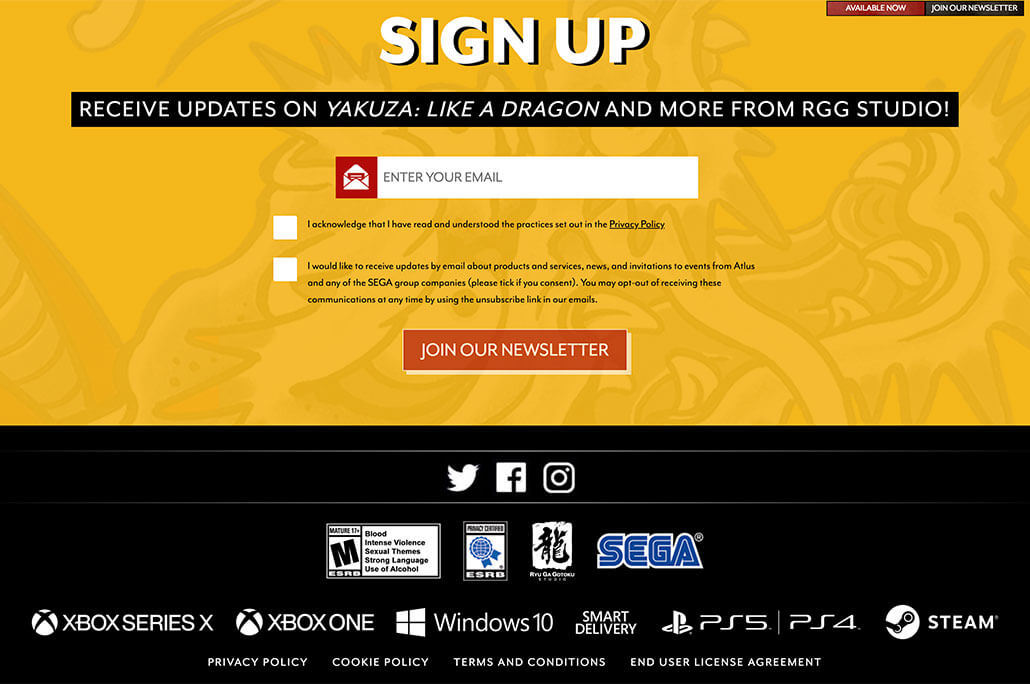 AVAILABLE NOW
JOIN OUR NEWSLETTER
SIGN UP
RECEIVE UPDATES ON YAKUZA: LIKE A DRAGON AND MORE FROM RGG STUDIO!
ENTER YOUR EMAIL
I acknowledge that I have read and understood the practices set out in the Privacy Policy
I would like to receive updates by email about products and services, news, and invitations to events from Atlus
and any of the SEGA group companies (please tick if you consent). You may opt-out of receiving these
communications at any time by using the unsubscribe link in our emails.
JOIN OUR NEWSLETTER
MATURE 17+
M
ESRB
Blood
Intense Violence
Sexual Themes
Strong Language
Use of Alcohol
PRIVACY CERTIFIED
ESRB
龍
RYU GA GOTOKU
STUDIO
SEGA®
XBOX SERIES X
XBOX ONE
Windows 10
SMART
DELIVERY
PS5
PS4
STEAM®
PRIVACY POLICY
COOKIE POLICY
TERMS AND CONDITIONS
END USER LICENSE AGREEMENT